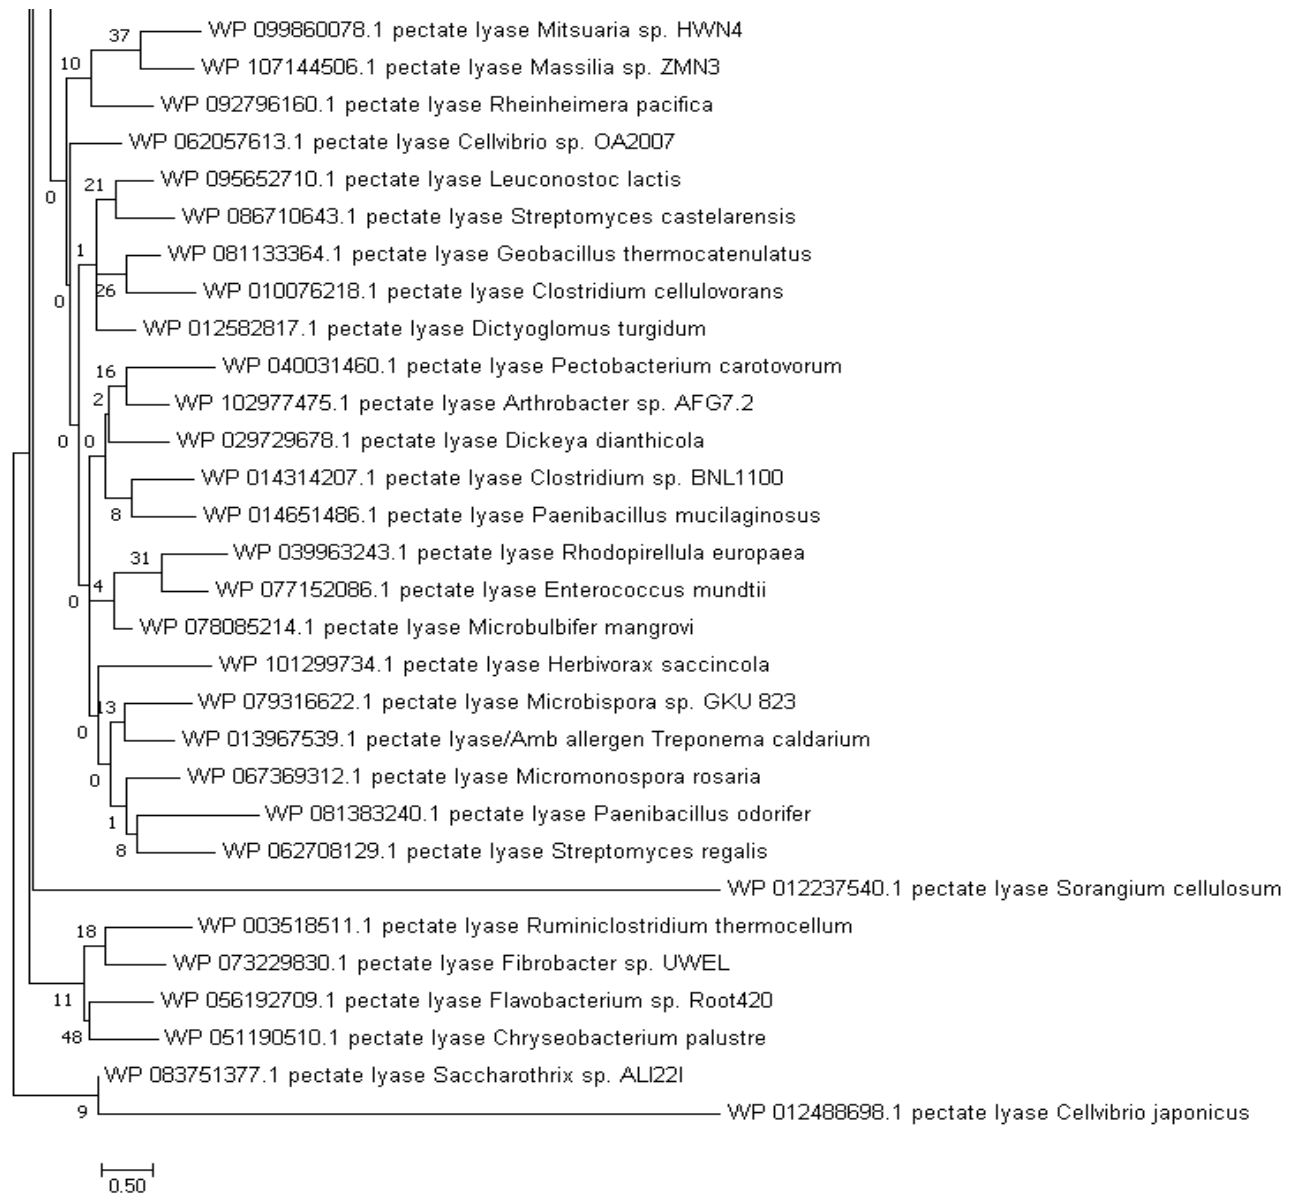 37
WP 099860078.1 pectate lyase Mitsuaria sp. HWN4
10
WP 107144506.1 pectate lyase Massilia sp. ZMN3
WP 092796160.1 pectate lyase Rheinheimera pacifica
WP 062057613.1 pectate lyase Cellvibrio sp. OA2007
0
21
WP 095652710.1 pectate lyase Leuconostoc lactis
WP 086710643.1 pectate lyase Streptomyces castelarensis
1
WP 081133364.1 pectate lyase Geobacillus thermocatenulatus
0
26
WP 010076218.1 pectate lyase Clostridium cellulovorans
WP 012582817.1 pectate lyase Dictyoglomus turgidum
16
WP 040031460.1 pectate lyase Pectobacterium carotovorum
2
WP 102977475.1 pectate lyase Arthrobacter sp. AFG7.2
0
0
WP 029729678.1 pectate lyase Dickeya dianthicola
WP 014314207.1 pectate lyase Clostridium sp. BNL1100
8
WP 014651486.1 pectate lyase Paenibacillus mucilaginosus
31
WP 039963243.1 pectate lyase Rhodopirellula europaea
0
4
WP 077152086.1 pectate lyase Enterococcus mundtii
WP 078085214.1 pectate lyase Microbulbifer mangrovi
WP 101299734.1 pectate lyase Herbivorax saccincola
13
WP 079316622.1 pectate lyase Microbispora sp. GKU 823
0
WP 013967539.1 pectate lyase/Amb allergen Treponema caldarium
0
WP 067369312.1 pectate lyase Micromonospora rosaria
1
WP 081383240.1 pectate lyase Paenibacillus odorifer
8
WP 062708129.1 pectate lyase Streptomyces regalis
WP 012237540.1 pectate lyase Sorangium cellulosum
18
WP 003518511.1 pectate lyase Ruminiclostridium thermocellum
WP 073229830.1 pectate lyase Fibrobacter sp. UWEL
11
WP 056192709.1 pectate lyase Flavobacterium sp. Root420
48
WP 051190510.1 pectate lyase Chryseobacterium palustre
WP 083751377.1 pectate lyase Saccharothrix sp. ALI22I
9
WP 012488698.1 pectate lyase Cellvibrio japonicus
0.50